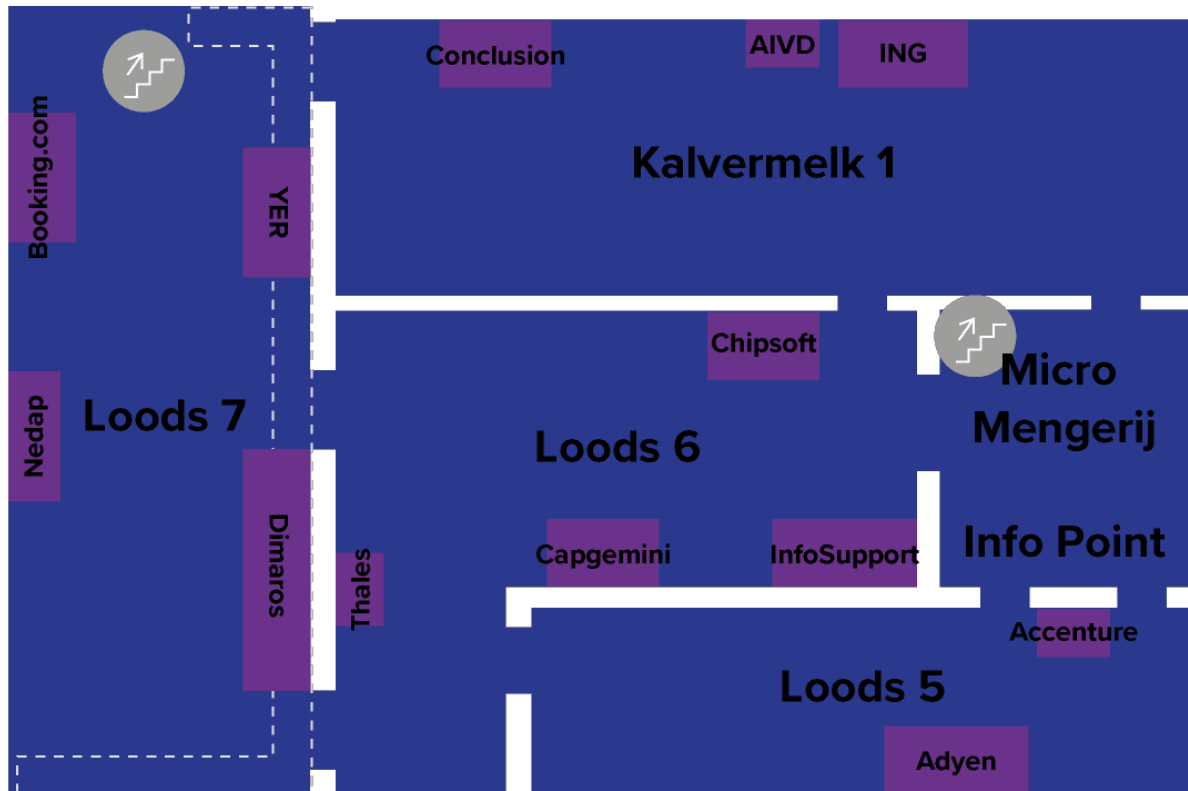 Conclusion
AIVD
ING
Booking.com
YER
Kalvermelk 1
Chipsoft
Micro
Mengerij
Nedap
Loods 7
Loods 6
Dimaros
Thales
Capgemini
InfoSupport
Info Point
Accenture
Loods 5
Adyen